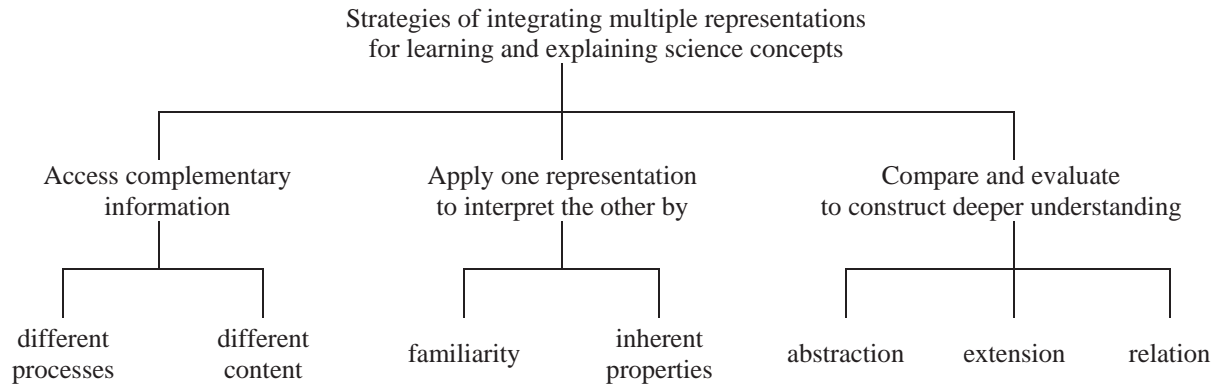 Strategies of integrating multiple representations
for learning and explaining science concepts
Access complementary
information
Apply one representation
to interpret the other by
Compare and evaluate
to construct deeper understanding
different
processes
different
content
familiarity
inherent
properties
abstraction
extension
relation